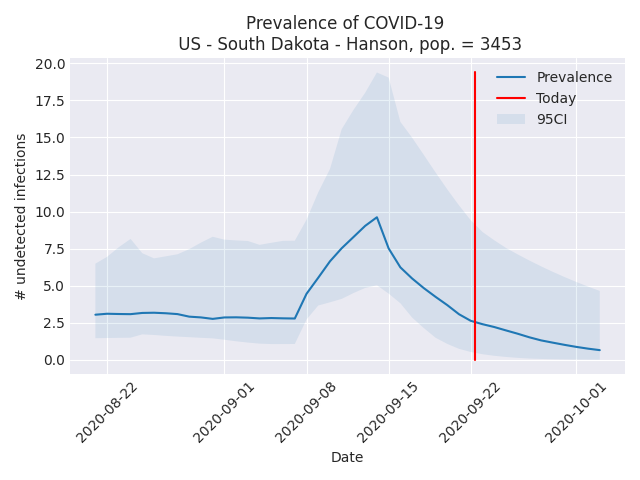 Prevalence of COVID-19
US - South Dakota - Hanson, pop. = 3453
20.0
17.5
15.0
12.5
10.0
7.5
5.0
2.5
0.0
# undetected infections
Prevalence
Today
95CI
2020-08-22
2020-09-01
2020-09-08
2020-09-15
2020-09-22
2020-10-01
Date